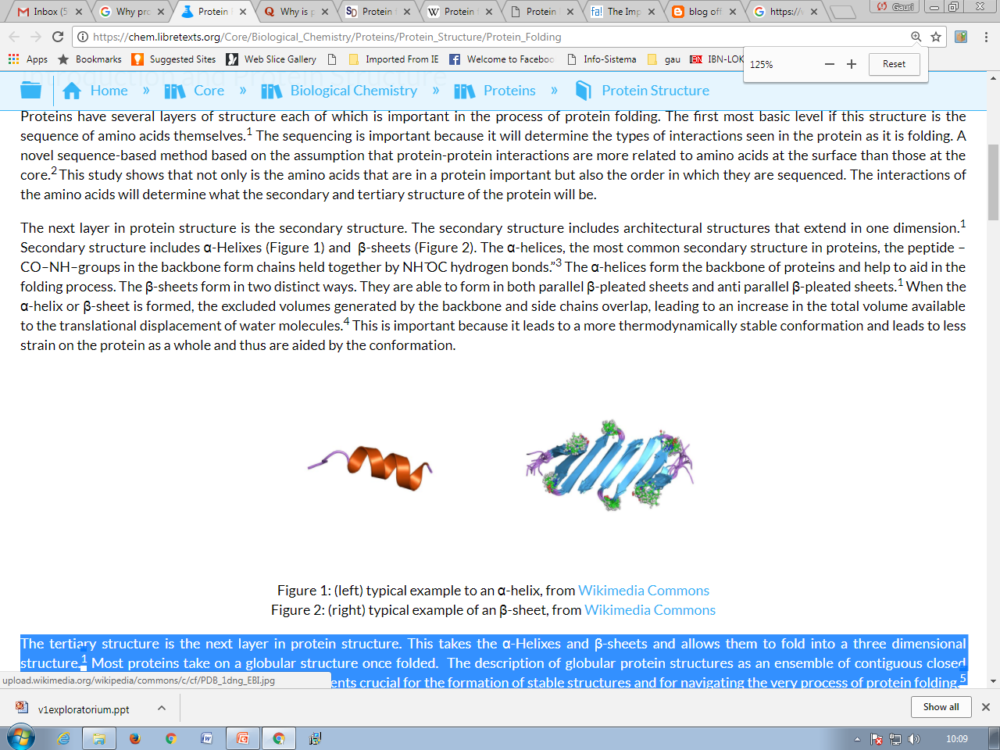 Inbox (5
Why pro
Protein
Why is p
Protein
Protein
Protein
The Imp
blog off
https://
Gauri
https://chem.libretexts.org/Core/Biological_Chemistry/Proteins/Protein_Structure/Protein_Folding
Apps Bookmarks Suggested Sites Web Slice Gallery Imported From IE Welcome to Faceboo Info-Sistema gau IBN-LOK
125% − + Reset
Introduction and Protein Structure
Home » Core » Biological Chemistry » Proteins » Protein Structure
Proteins have several layers of structure each of which is important in the process of protein folding. The first most basic level if this structure is the
sequence of amino acids themselves.1 The sequencing is important because it will determine the types of interactions seen in the protein as it is folding. A
novel sequence-based method based on the assumption that protein-protein interactions are more related to amino acids at the surface than those at the
core.2 This study shows that not only is the amino acids that are in a protein important but also the order in which they are sequenced. The interactions of
the amino acids will determine what the secondary and tertiary structure of the protein will be.
The next layer in protein structure is the secondary structure. The secondary structure includes architectural structures that extend in one dimension.1
Secondary structure includes α-Helixes (Figure 1) and β-sheets (Figure 2). The α-helices, the most common secondary structure in proteins, the peptide –
CO–NH–groups in the backbone form chains held together by NH ̄OC hydrogen bonds.”3 The α-helices form the backbone of proteins and help to aid in the
folding process. The β-sheets form in two distinct ways. They are able to form in both parallel β-pleated sheets and anti parallel β-pleated sheets.1 When the
α-helix or β-sheet is formed, the excluded volumes generated by the backbone and side chains overlap, leading to an increase in the total volume available
to the translational displacement of water molecules.4 This is important because it leads to a more thermodynamically stable conformation and leads to less
strain on the protein as a whole and thus are aided by the conformation.
Figure 1: (left) typical example to an α-helix, from Wikimedia Commons
Figure 2: (right) typical example of an β-sheet, from Wikimedia Commons
The tertiary structure is the next layer in protein structure. This takes the α-Helixes and β-sheets and allows them to fold into a three dimensional
structure.1 Most proteins take on a globular structure once folded. The description of globular protein structures as an ensemble of contiguous closed
ents crucial for the formation of stable structures and for navigating the very process of protein folding.5
upload.wikimedia.org/wikipedia/commons/c/cf/PDB_1dng_EBI.jpg
v1exploratorium.ppt
Show all
10:09